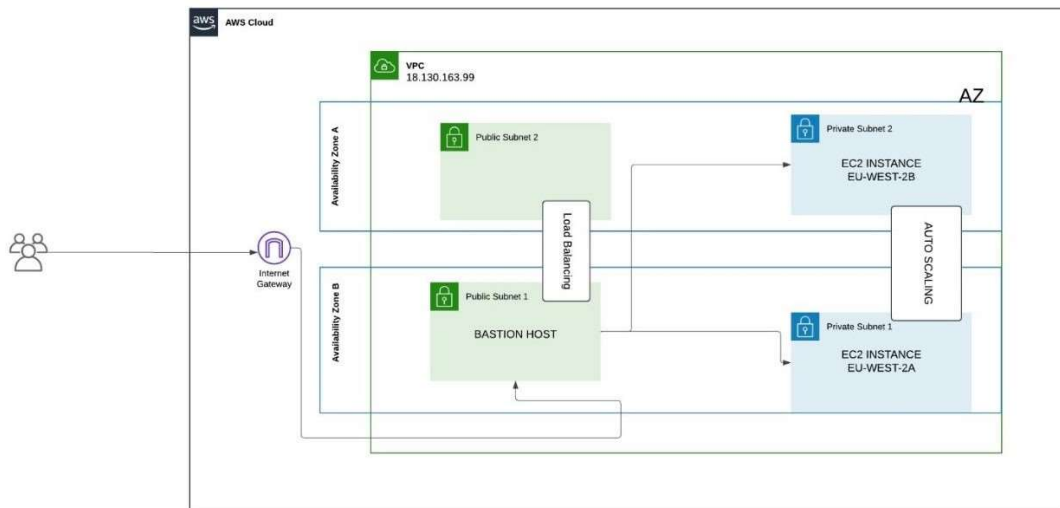 aws
AWS Cloud
VPC
18.130.163.99
AZ
Availability Zone A
Public Subnet 2
Private Subnet 2
EC2 INSTANCE
EU-WEST-2B
Load Balancing
AUTO SCALING
Internet
Gateway
Availability Zone B
Public Subnet 1
BASTION HOST
Private Subnet 1
EC2 INSTANCE
EU-WEST-2A